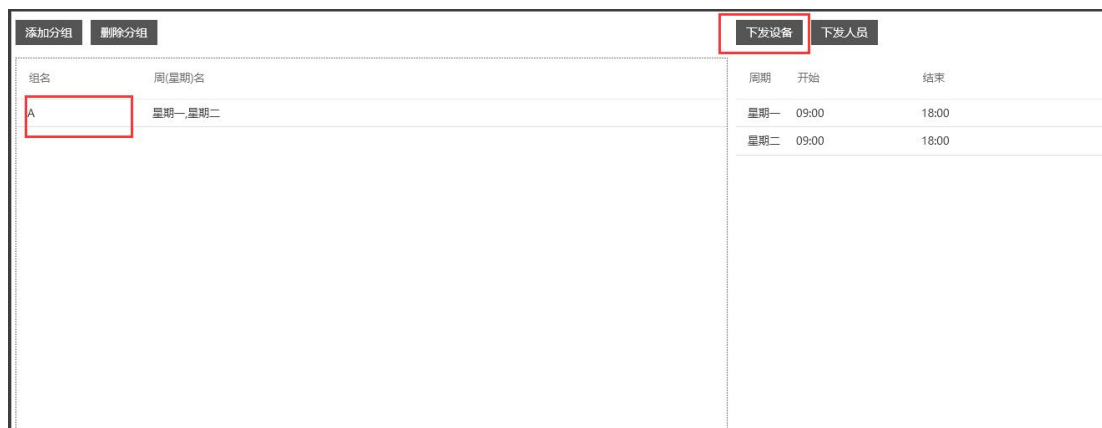 添加分组 删除分组 下发设备 下发人员
组名 周(星期)名 周期 开始 结束
A 星期一,星期二 星期一 09:00 18:00
星期二 09:00 18:00